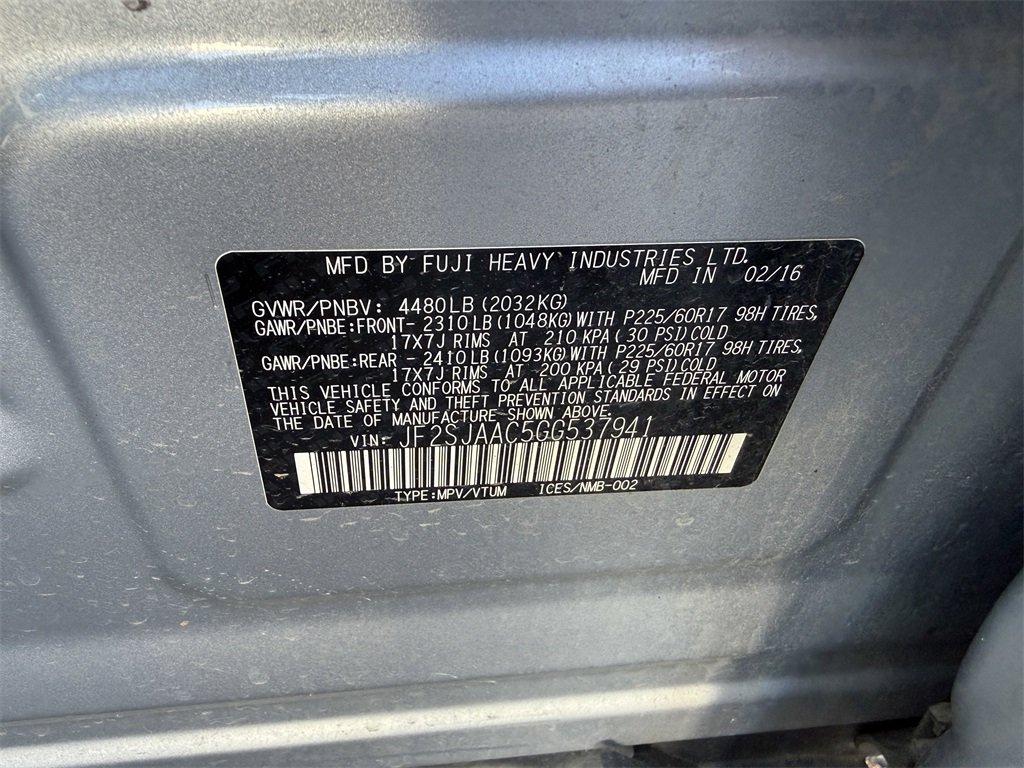 MFD BY FUJI HEAVY INDUSTRIES LTD.
MFD IN 02/16
GVWR/PNBV: 4480LB (2032KG)
GAWR/PNBE:FRONT- 2310LB (1048KG) WITH P225/60R17 98H TIRES,
17X7J RIMS AT 210 KPA (30 PSI) COLD
GAWR/PNBE:REAR - 2410LB (1093KG) WITH P225/60R17 98H TIRES,
17X7J RIMS AT 200 KPA (29 PSI) COLD
THIS VEHICLE CONFORMS TO ALL APPLICABLE FEDERAL MOTOR
VEHICLE SAFETY AND THEFT PREVENTION STANDARDS IN EFFECT ON
THE DATE OF MANUFACTURE SHOWN ABOVE.
VIN: JF2SJAAC5GG537941
TYPE:MPV/VTUM ICES/NMB-002